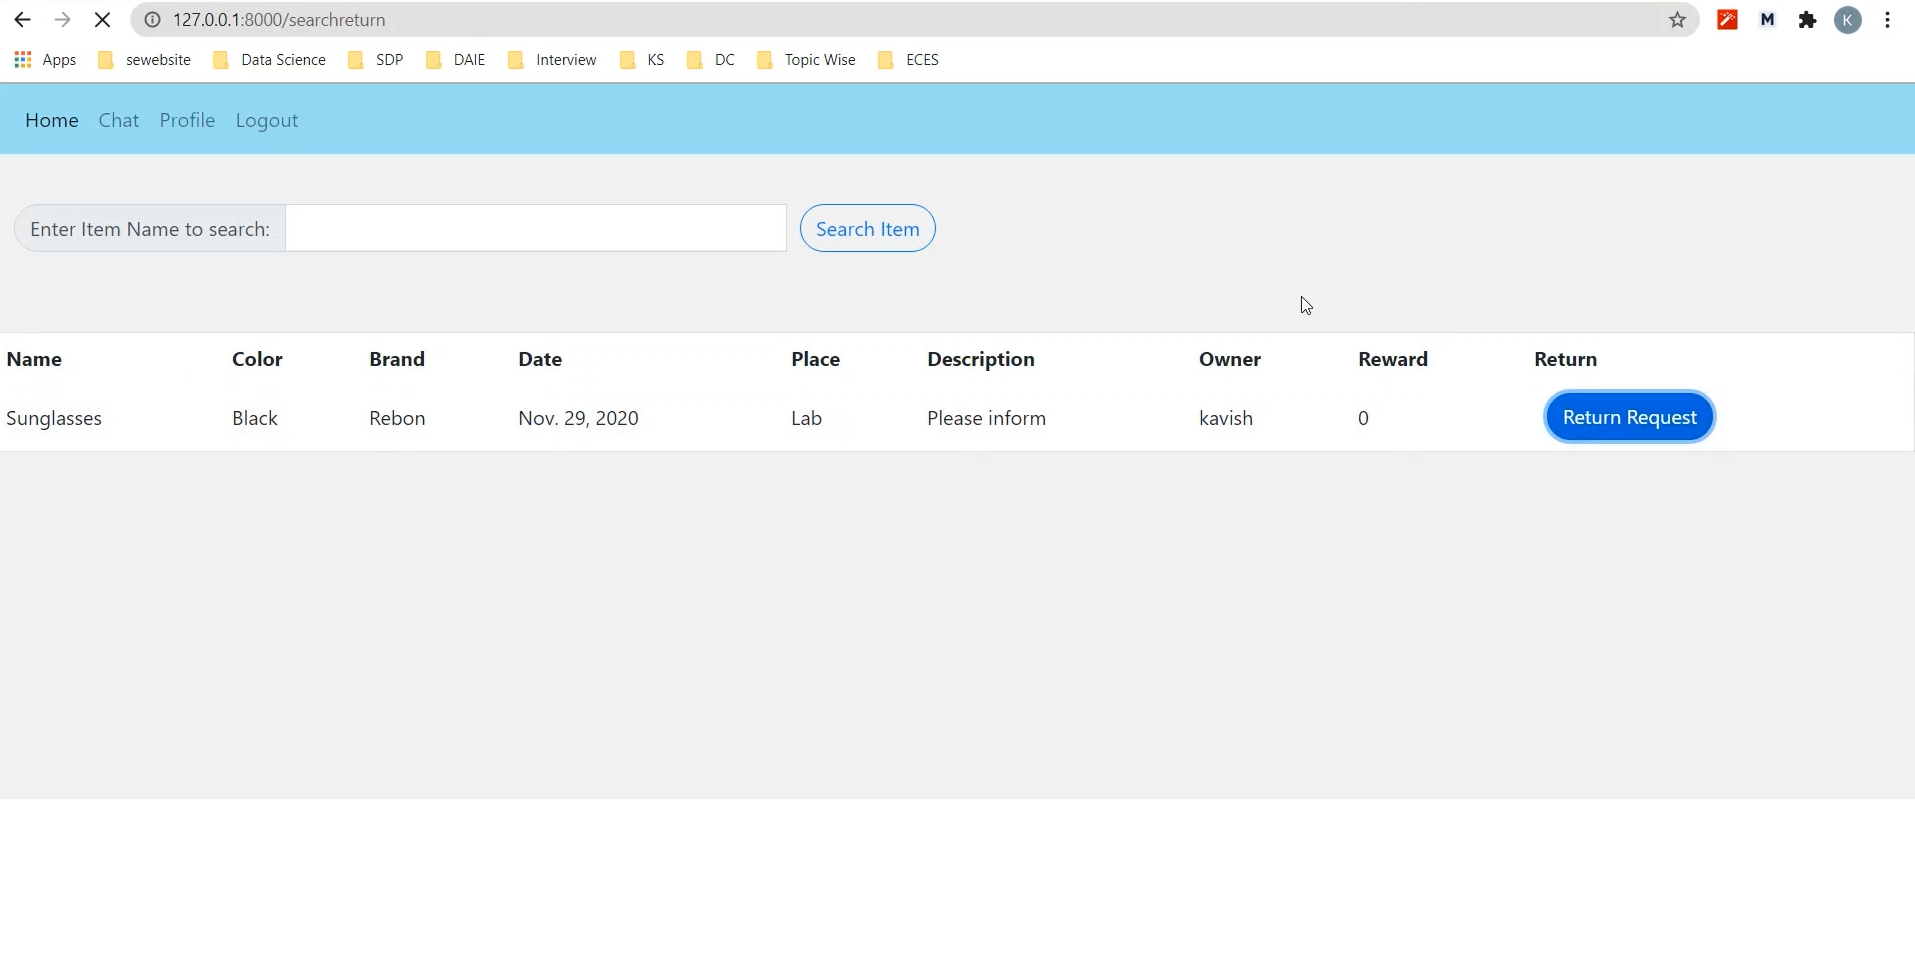 127.0.0.1:8000/searchreturn
M
K
Apps sewebsite Data Science SDP DAIE Interview KS DC Topic Wise ECES
Home Chat Profile Logout
Enter Item Name to search: Search Item
Name Color Brand Date Place Description Owner Reward Return
Sunglasses Black Rebon Nov. 29, 2020 Lab Please inform kavish 0 Return Request